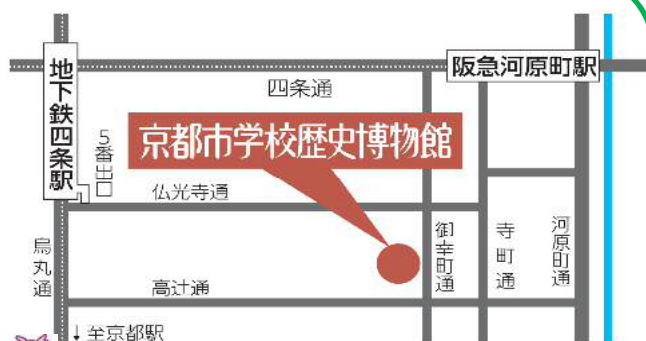 地下鉄四条駅
阪急河原町駅
四条通
5番出口
京都市学校歴史博物館
仏光寺通
烏丸通
御幸町通
寺町通
河原町通
高辻通
↓至京都駅